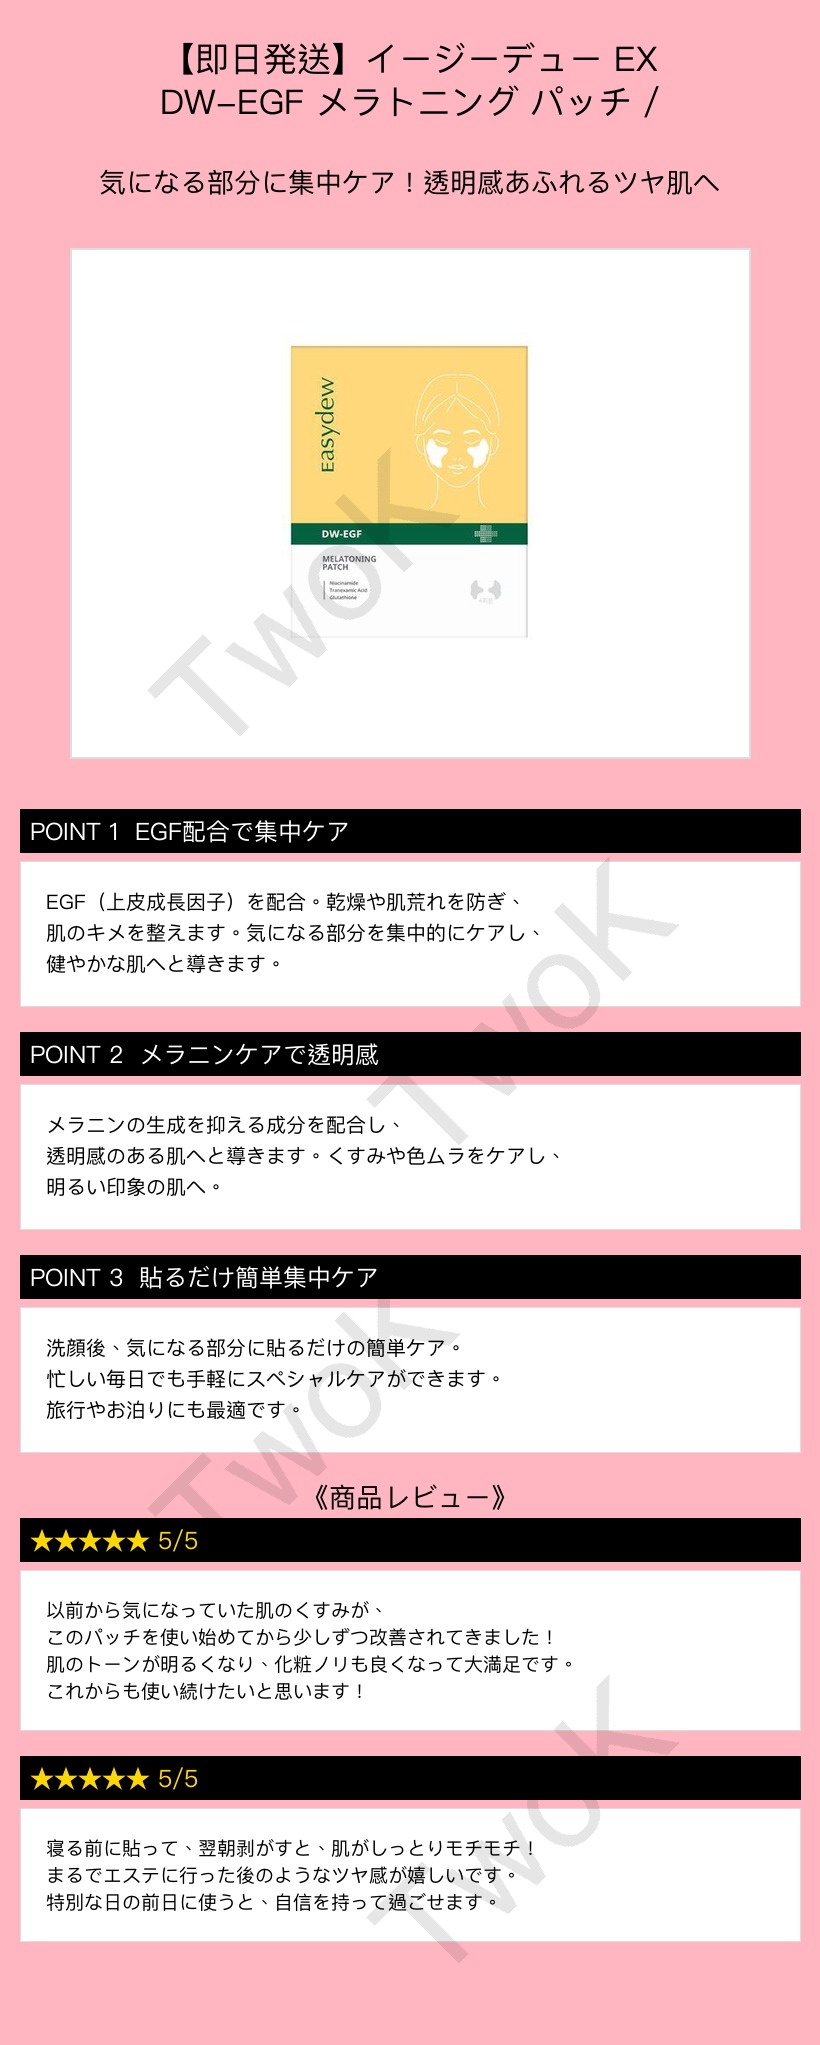 【即日発送】イージーデュー EX
DW-EGF メラトニング パッチ /
気になる部分に集中ケア！透明感あふれるツヤ肌へ
Easydew
DW-EGF
MELATONING
PATCH
Niacinamide
Tranexamic Acid
Glutathione
TwoK
POINT 1 EGF配合で集中ケア
EGF（上皮成長因子）を配合。乾燥や肌荒れを防ぎ、
肌のキメを整えます。気になる部分を集中的にケアし、
健やかな肌へと導きます。
TwoK
POINT 2 メラニンケアで透明感
メラニンの生成を抑える成分を配合し、
透明感のある肌へと導きます。くすみや色ムラをケアし、
明るい印象の肌へ。
POINT 3 貼るだけ簡単集中ケア
洗顔後、気になる部分に貼るだけの簡単ケア。
忙しい毎日でも手軽にスペシャルケアができます。
旅行やお泊りにも最適です。
TwoK
《商品レビュー》
★★★★★ 5/5
以前から気になっていた肌のくすみが、
このパッチを使い始めてから少しずつ改善されてきました！
肌のトーンが明るくなり、化粧ノリも良くなって大満足です。
これからも使い続けたいと思います！
★★★★★ 5/5
寝る前に貼って、翌朝剥がすと、肌がしっとりモチモチ！
まるでエステに行った後のようなツヤ感が嬉しいです。
特別な日の前日に使うと、自信を持って過ごせます。
TwoK